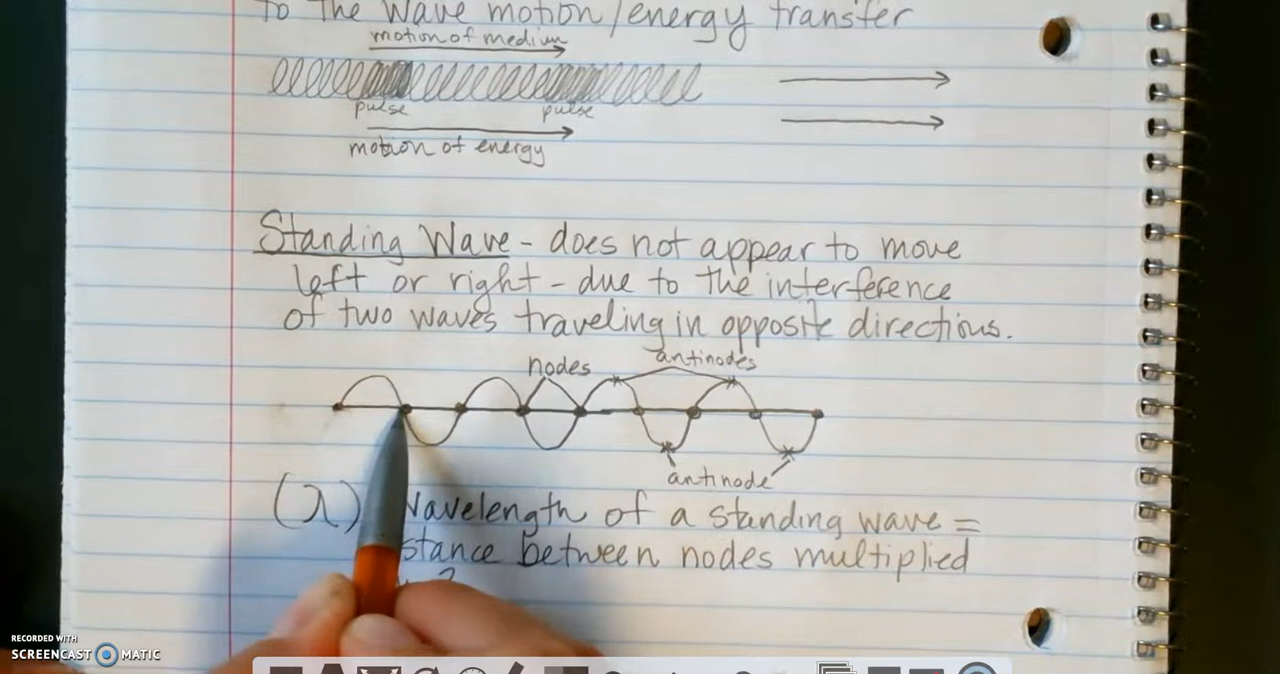 To the Wave motion/energy transfer
motion of medium
pulse pulse
motion of energy
Standing Wave - does not appear to move
left or right - due to the interference
of two waves traveling in opposite directions.
nodes antinodes
antinode
(λ) Wavelength of a standing wave =
stance between nodes multiplied
RECORDED WITH
SCREENCAST MATIC